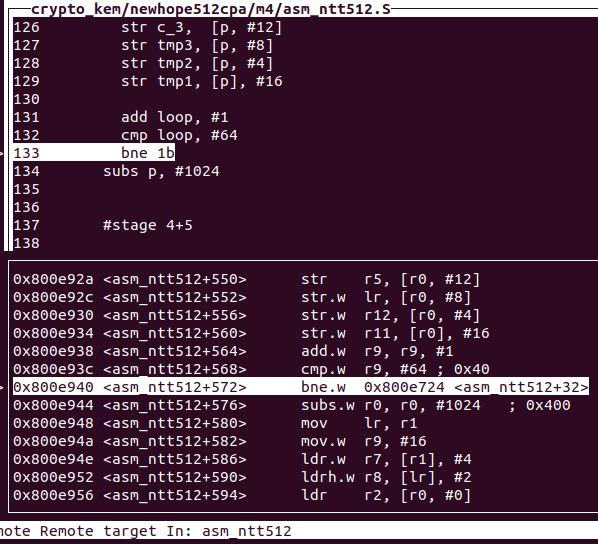 crypto_kem/newhope512cpa/m4/asm_ntt512.S
126 str c_3, [p, #12]
127 str tmp3, [p, #8]
128 str tmp2, [p, #4]
129 str tmp1, [p], #16
130
131 add loop, #1
132 cmp loop, #64
> 133 bne 1b
134 subs p, #1024
135
136
137 #stage 4+5
138
0x800e92a <asm_ntt512+550> str r5, [r0, #12]
0x800e92c <asm_ntt512+552> str.w lr, [r0, #8]
0x800e930 <asm_ntt512+556> str.w r12, [r0, #4]
0x800e934 <asm_ntt512+560> str.w r11, [r0], #16
0x800e938 <asm_ntt512+564> add.w r9, r9, #1
0x800e93c <asm_ntt512+568> cmp.w r9, #64 ; 0x40
> 0x800e940 <asm_ntt512+572> bne.w 0x800e724 <asm_ntt512+32>
0x800e944 <asm_ntt512+576> subs.w r0, r0, #1024 ; 0x400
0x800e948 <asm_ntt512+580> mov lr, r1
0x800e94a <asm_ntt512+582> mov.w r9, #16
0x800e94e <asm_ntt512+586> ldr.w r7, [r1], #4
0x800e952 <asm_ntt512+590> ldrh.w r8, [lr], #2
0x800e956 <asm_ntt512+594> ldr r2, [r0, #0]
mote Remote target In: asm_ntt512